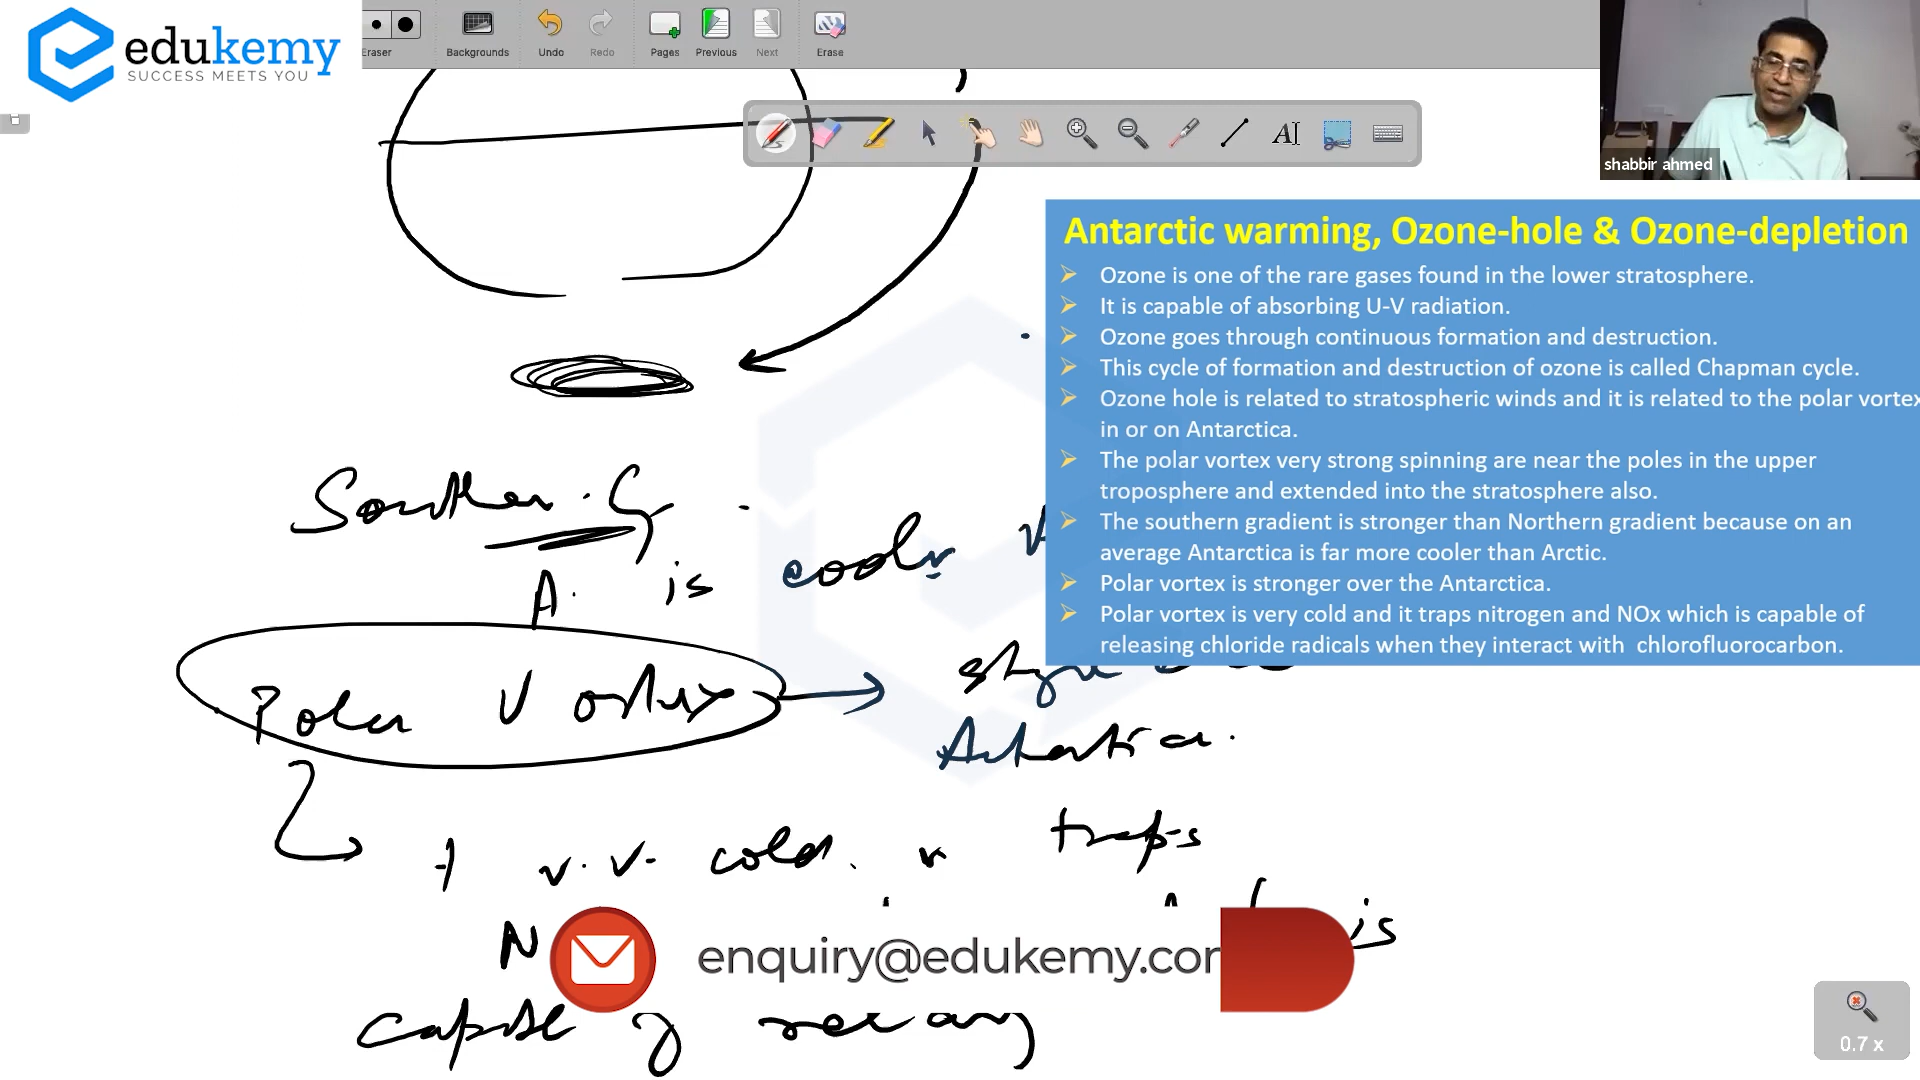 edukemy
SUCCESS MEETS YOU
Eraser
Backgrounds
Undo
Redo
Pages
Previous
Next
Erase
shabbir ahmed
Antarctic warming, Ozone-hole & Ozone-depletion
Ozone is one of the rare gases found in the lower stratosphere.
It is capable of absorbing U-V radiation.
Ozone goes through continuous formation and destruction.
This cycle of formation and destruction of ozone is called Chapman cycle.
Ozone hole is related to stratospheric winds and it is related to the polar vortex
in or on Antarctica.
The polar vortex very strong spinning are near the poles in the upper
troposphere and extended into the stratosphere also.
The southern gradient is stronger than Northern gradient because on an
average Antarctica is far more cooler than Arctic.
Polar vortex is stronger over the Antarctica.
Polar vortex is very cold and it traps nitrogen and NOx which is capable of
releasing chloride radicals when they interact with chlorofluorocarbon.
Southern . G
A. is cooler
Polar Vortex
v. v. cold. traps
N is
enquiry@edukemy.com
0.7 x